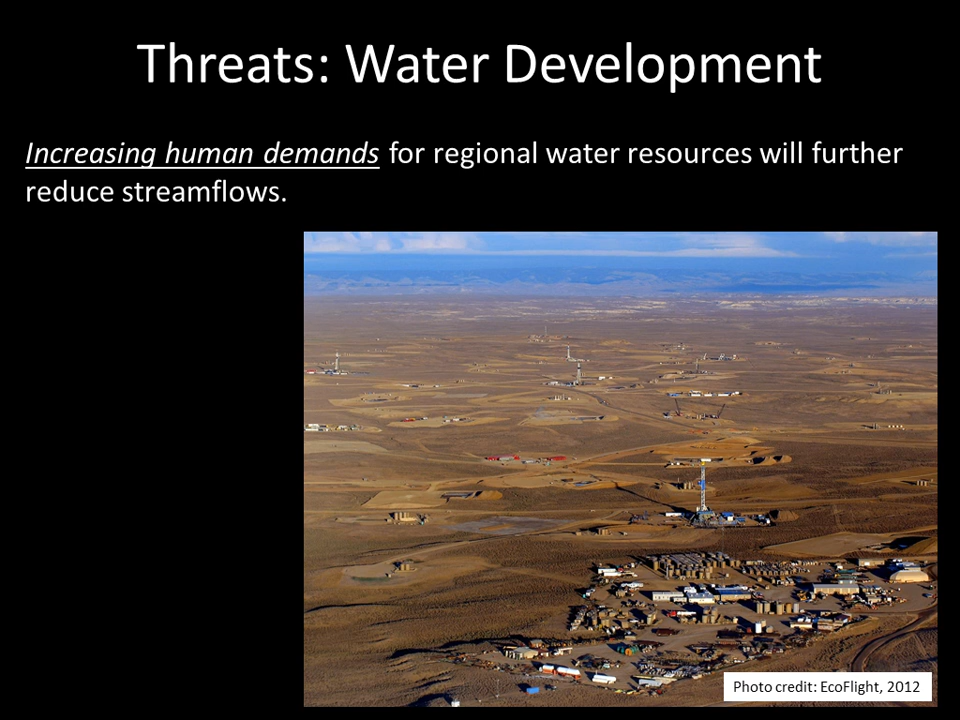 Threats: Water Development
Increasing human demands for regional water resources will further
reduce streamflows.
Photo credit: EcoFlight, 2012